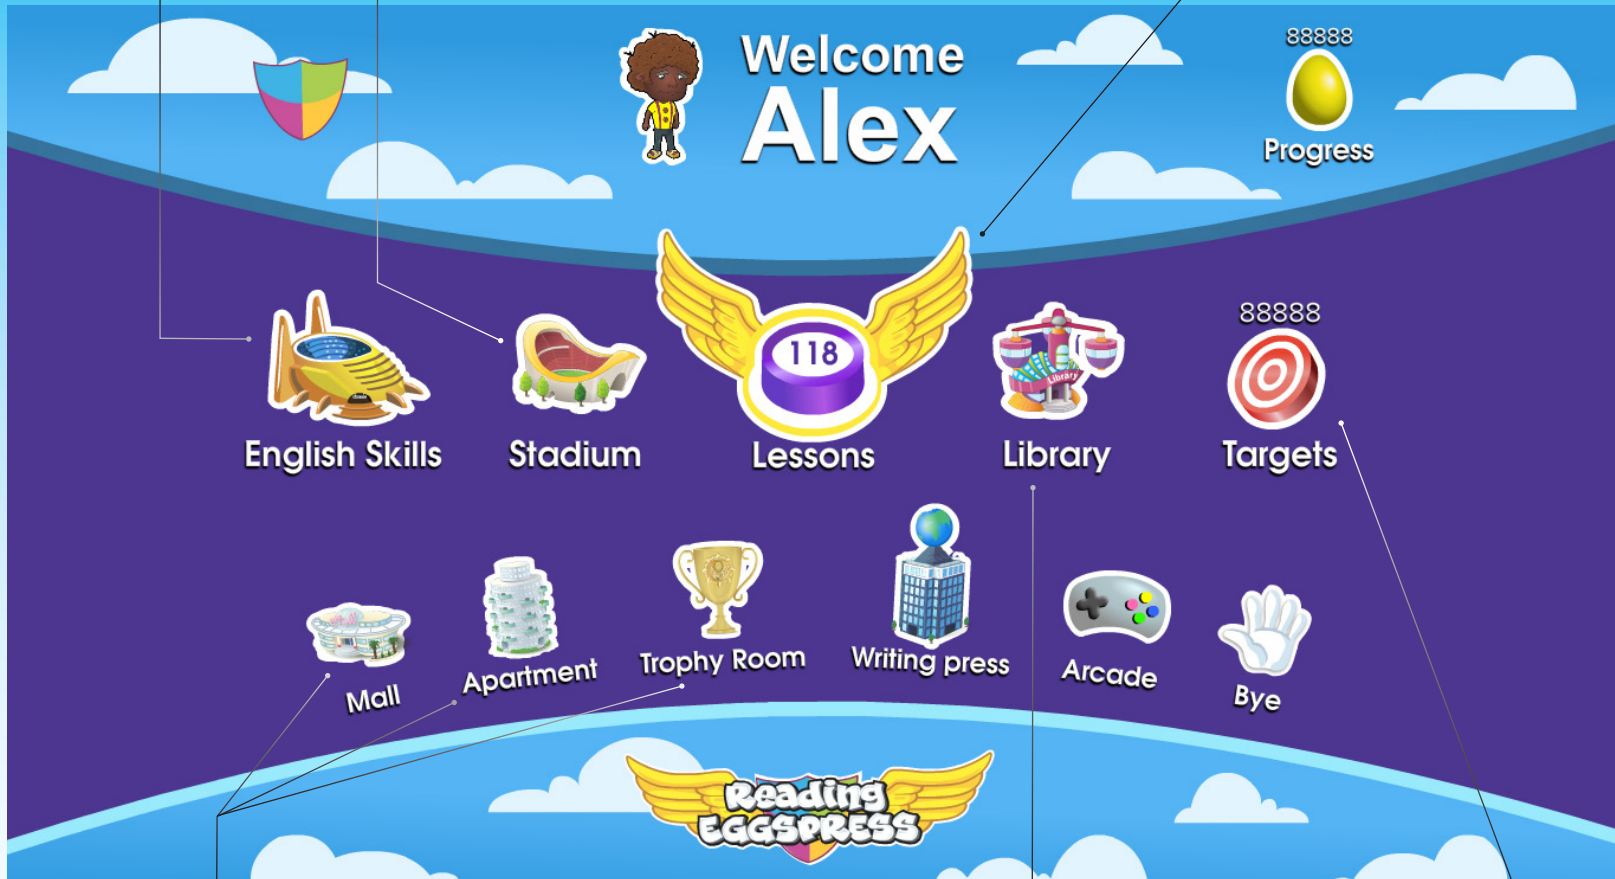 88888
Welcome
Alex
Progress
118
Library
88888
English Skills
Stadium
Lessons
Library
Targets
Mall
Apartment
Trophy Room
Writing press
Arcade
Bye
Reading
EGGSPRESS